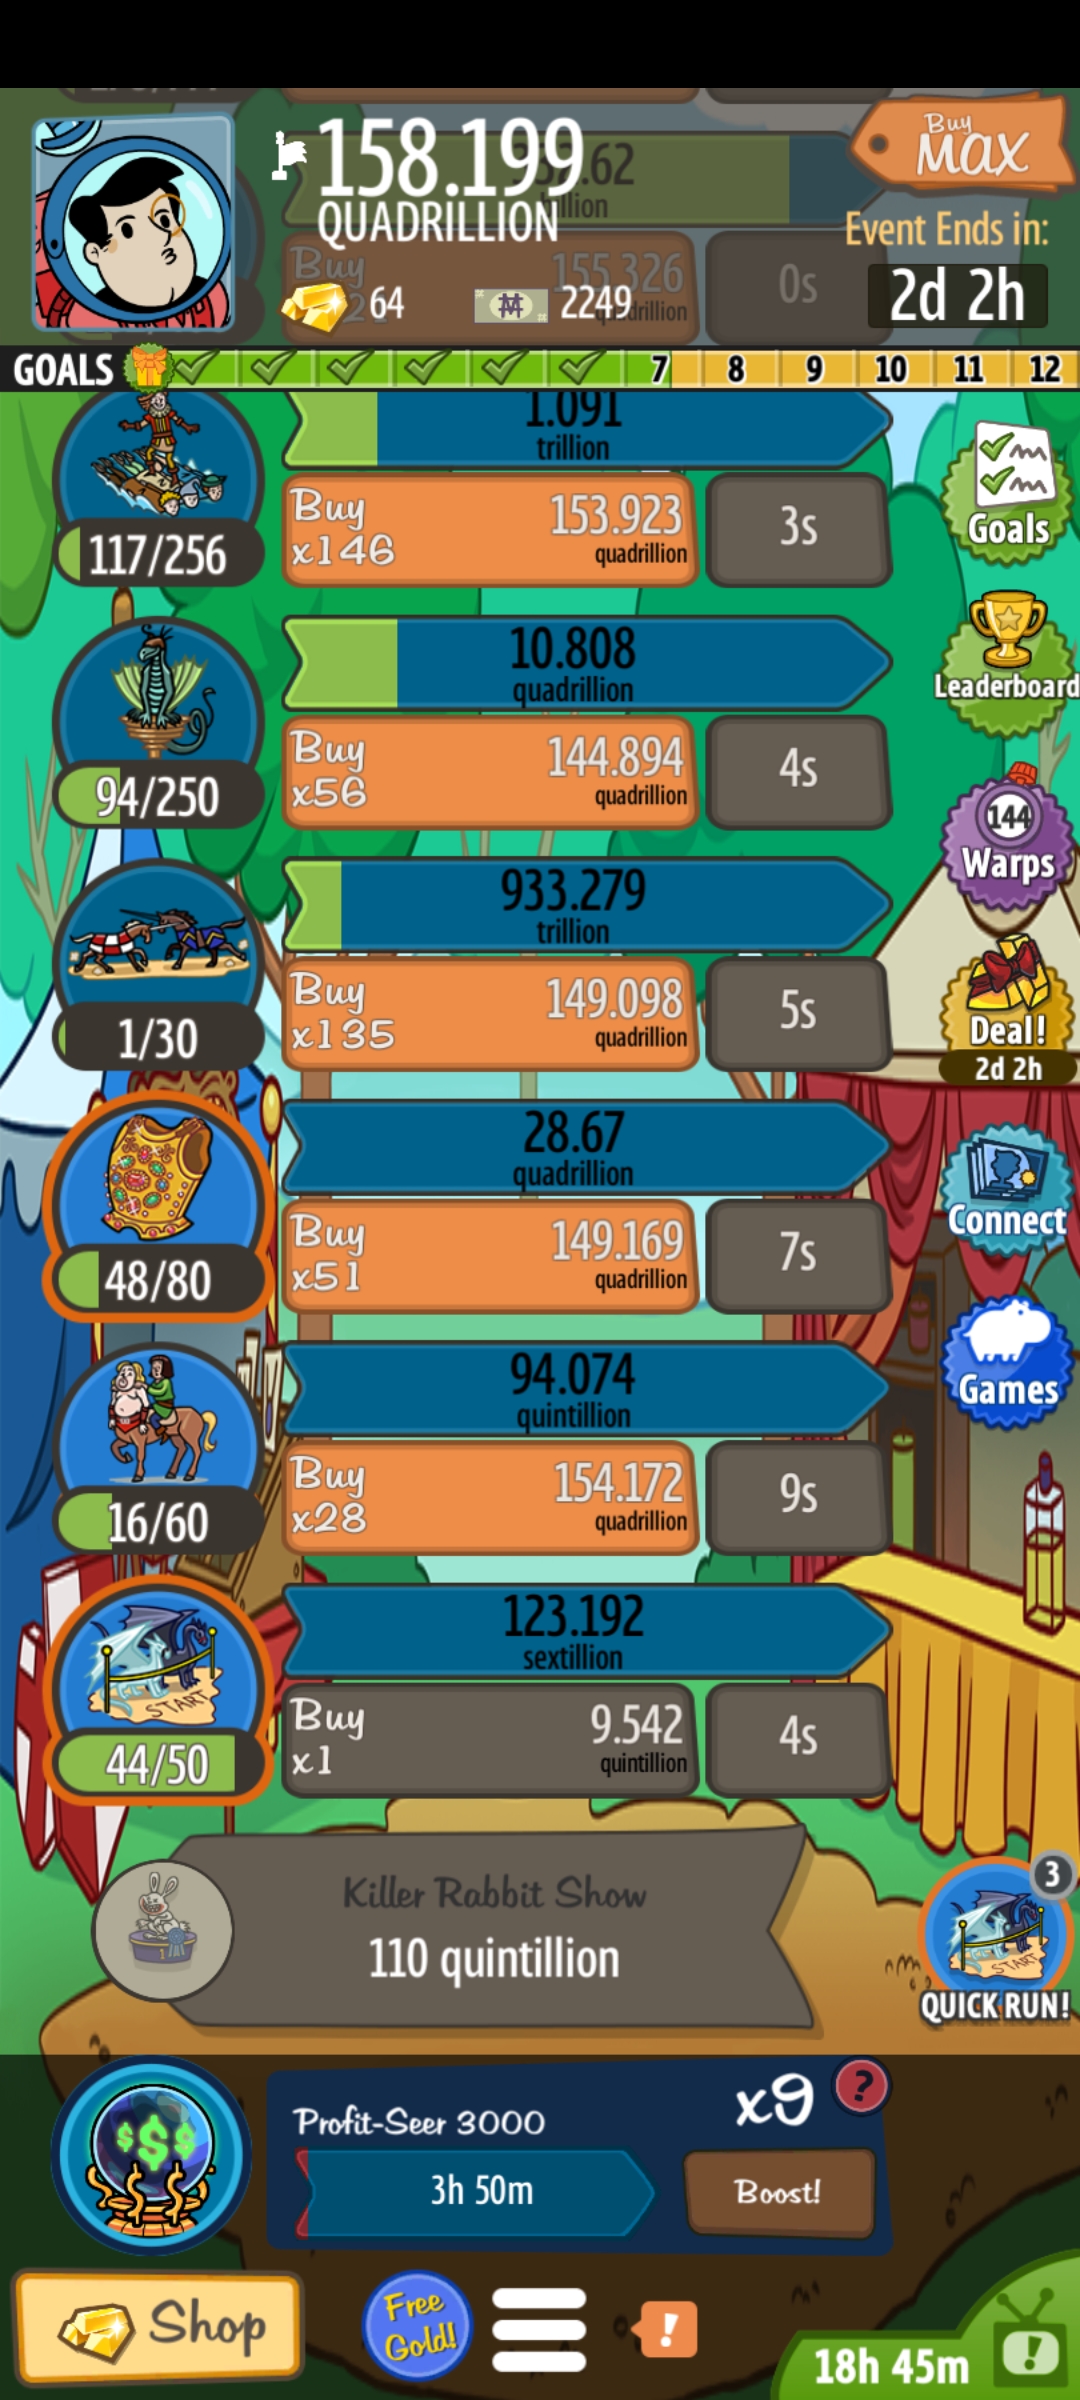 158.199
QUADRILLION
64
2249
Buy
MAX
Event Ends in:
2d 2h
Buy
155.326
0s
GOALS
7
8
9
10
11
12
1.091
trillion
117/256
Buy
x146
153.923
quadrillion
3s
Goals
10.808
quadrillion
94/250
Buy
x56
144.894
quadrillion
4s
Leaderboard
144
Warps
933.279
trillion
1/30
Buy
x135
149.098
quadrillion
5s
Deal!
2d 2h
28.67
quadrillion
48/80
Buy
x51
149.169
quadrillion
7s
Connect
94.074
quintillion
16/60
Buy
x28
154.172
quadrillion
9s
Games
123.192
sextillion
START
44/50
Buy
x1
9.542
quintillion
4s
Killer Rabbit Show
110 quintillion
1
3
START
QUICK RUN!
$$$
Profit-Seer 3000
x9
?
3h 50m
Boost!
Shop
Free
Gold!
!
18h 45m
!